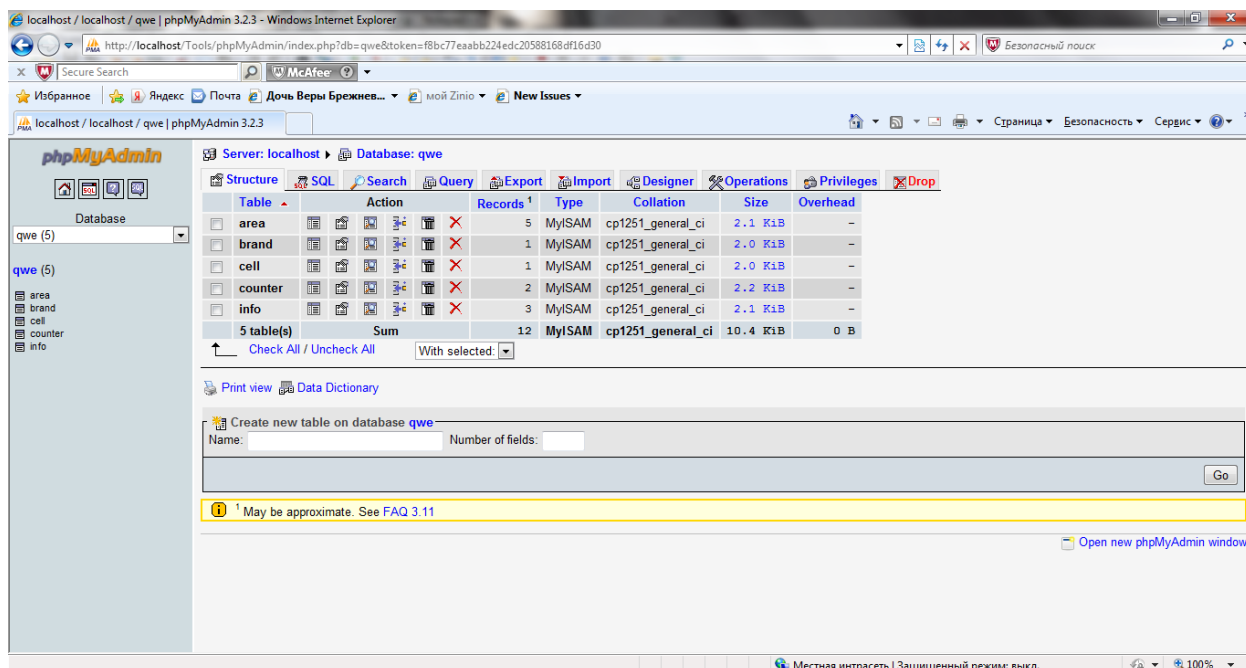 localhost / localhost / qwe | phpMyAdmin 3.2.3 - Windows Internet Explorer
http://localhost/Tools/phpMyAdmin/index.php?db=qwe&token=f8bc77eaabb224edc20588168df16d30
Безопасный поиск
Secure Search McAfee
Избранное Яндекс Почта Дочь Веры Брежнев... мой Zinio New Issues
localhost / localhost / qwe | phpMyAdmin 3.2.3 Страница Безопасность Сервис
phpMyAdmin
Server: localhost Database: qwe
Structure SQL Search Query Export Import Designer Operations Privileges Drop
Database
qwe (5)
qwe (5)
area
brand
cell
counter
info
Table Action Records 1 Type Collation Size Overhead
area 5 MyISAM cp1251_general_ci 2.1 KiB –
brand 1 MyISAM cp1251_general_ci 2.0 KiB –
cell 1 MyISAM cp1251_general_ci 2.0 KiB –
counter 2 MyISAM cp1251_general_ci 2.2 KiB –
info 3 MyISAM cp1251_general_ci 2.1 KiB –
5 table(s) Sum 12 MyISAM cp1251_general_ci 10.4 KiB 0 B
Check All / Uncheck All With selected:
Print view Data Dictionary
Create new table on database qwe
Name: Number of fields:
Go
1 May be approximate. See FAQ 3.11
Open new phpMyAdmin window
Местная интрасеть | Защищенный режим: выкл. 100%